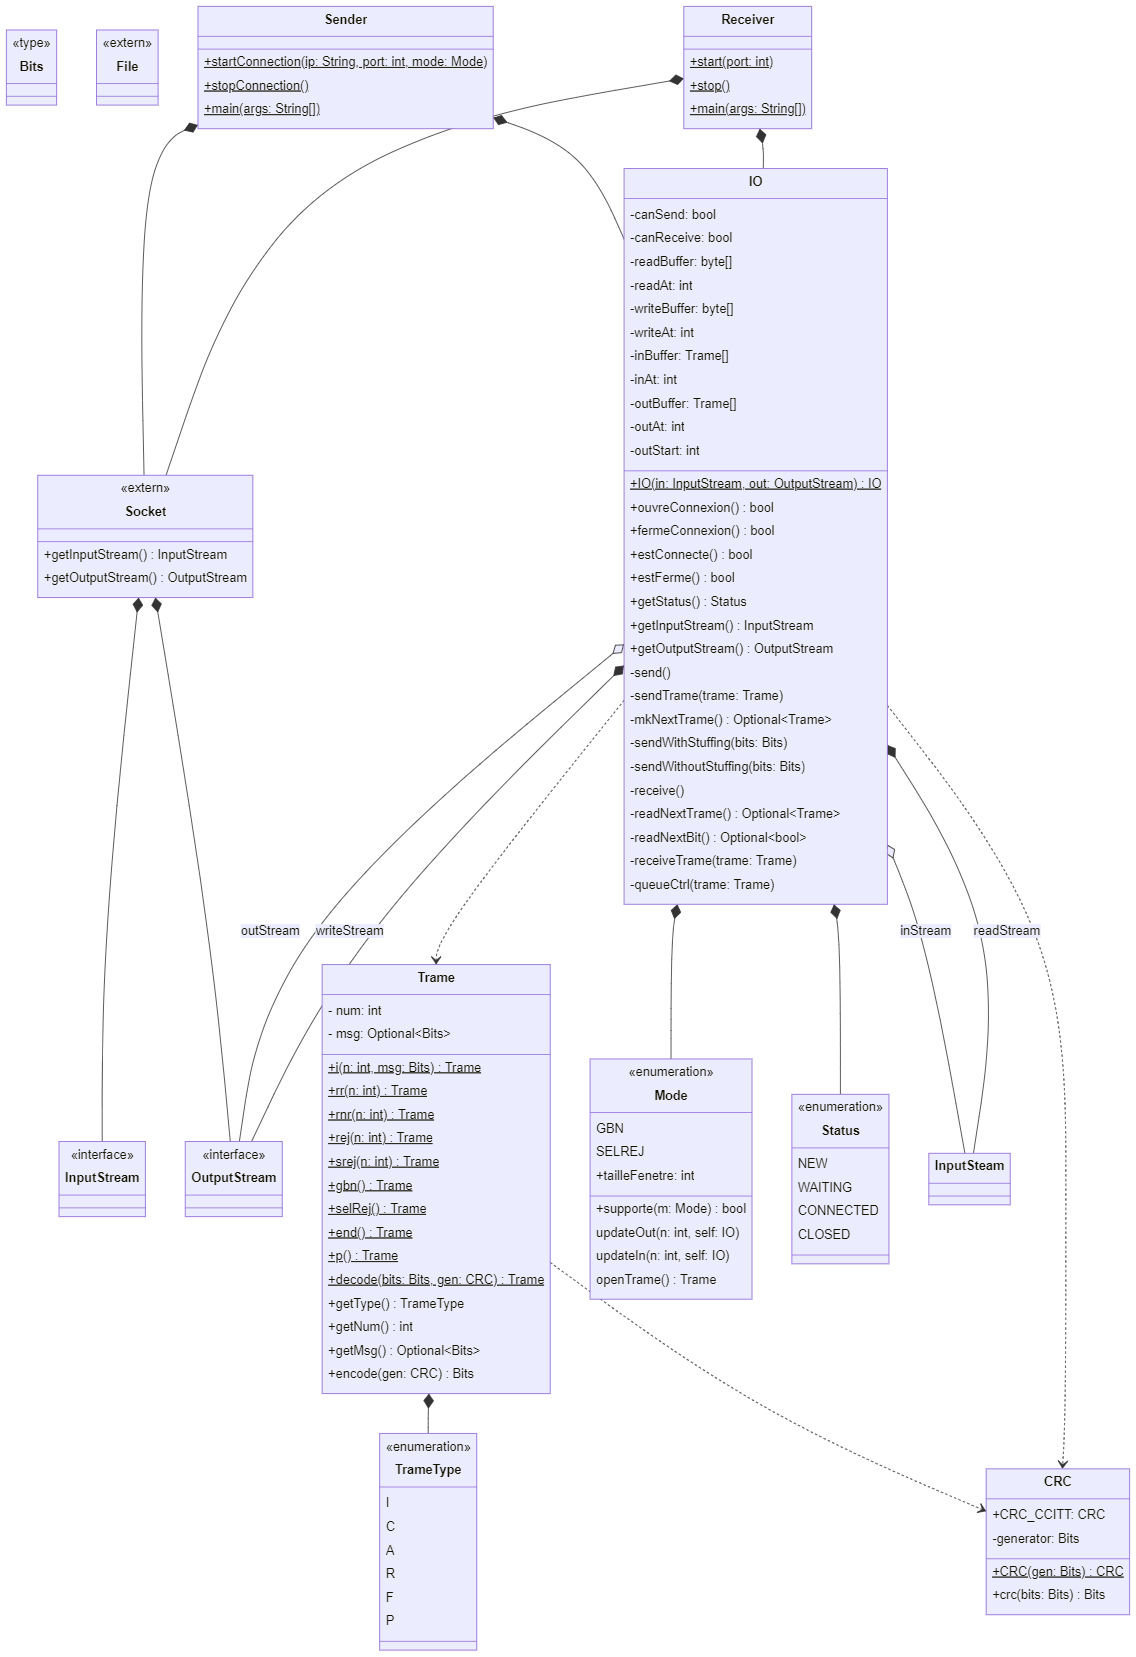 «type»
Bits
«extern»
File
Sender
+startConnection(ip: String, port: int, mode: Mode)
+stopConnection()
+main(args: String[])
Receiver
+start(port: int)
+stop()
+main(args: String[])
IO
-canSend: bool
-canReceive: bool
-readBuffer: byte[]
-readAt: int
-writeBuffer: byte[]
-writeAt: int
-inBuffer: Trame[]
-inAt: int
-outBuffer: Trame[]
-outAt: int
-outStart: int
+IO(in: InputStream, out: OutputStream) : IO
+ouvreConnexion() : bool
+fermeConnexion() : bool
+estConnecte() : bool
+estFerme() : bool
+getStatus() : Status
+getInputStream() : InputStream
+getOutputStream() : OutputStream
-send()
-sendTrame(trame: Trame)
-mkNextTrame() : Optional<Trame>
-sendWithStuffing(bits: Bits)
-sendWithoutStuffing(bits: Bits)
-receive()
-readNextTrame() : Optional<Trame>
-readNextBit() : Optional<bool>
-receiveTrame(trame: Trame)
-queueCtrl(trame: Trame)
«extern»
Socket
+getInputStream() : InputStream
+getOutputStream() : OutputStream
outStream
writeStream
inStream
readStream
Trame
- num: int
- msg: Optional<Bits>
+i(n: int, msg: Bits) : Trame
+rr(n: int) : Trame
+rnr(n: int) : Trame
+rej(n: int) : Trame
+srej(n: int) : Trame
+gbn() : Trame
+selRej() : Trame
+end() : Trame
+p() : Trame
+decode(bits: Bits, gen: CRC) : Trame
+getType() : TrameType
+getNum() : int
+getMsg() : Optional<Bits>
+encode(gen: CRC) : Bits
«enumeration»
Mode
GBN
SELREJ
+tailleFenetre: int
+supporte(m: Mode) : bool
updateOut(n: int, self: IO)
updateIn(n: int, self: IO)
openTrame() : Trame
«enumeration»
Status
NEW
WAITING
CONNECTED
CLOSED
«interface»
InputStream
«interface»
OutputStream
InputSteam
«enumeration»
TrameType
I
C
A
R
F
P
CRC
+CRC_CCITT: CRC
-generator: Bits
+CRC(gen: Bits) : CRC
+crc(bits: Bits) : Bits